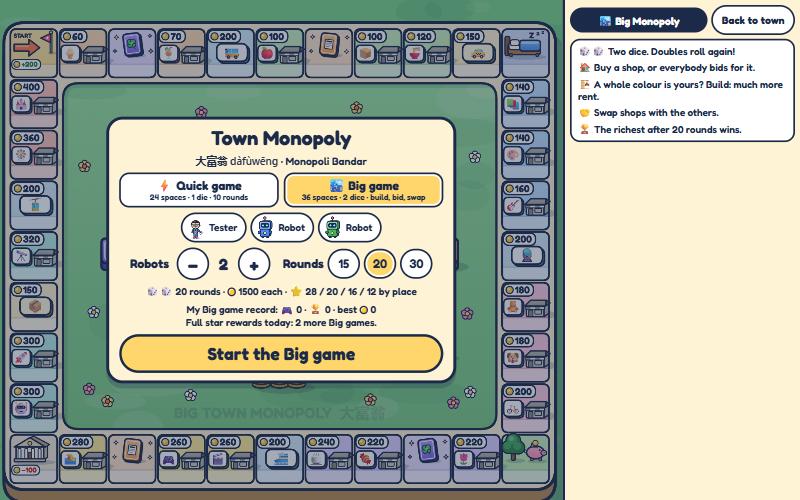 START
+200
60
70
200
100
120
150
Z z z
400
360
200
320
150
300
300
140
140
160
200
180
180
200
-100
280
260
260
200
240
220
220
Town Monopoly
大富翁 dàfùwēng · Monopoli Bandar
Quick game
24 spaces · 1 die · 10 rounds
Big game
36 spaces · 2 dice · build, bid, swap
Tester
Robot
Robot
Robots − 2 + Rounds 15 20 30
20 rounds · 1500 each · 28 / 20 / 16 / 12 by place
My Big game record: 0 · 0 · best 0
Full star rewards today: 2 more Big games.
Start the Big game
BIG TOWN MONOPOLY 大富翁
Big Monopoly
Back to town
Two dice. Doubles roll again!
Buy a shop, or everybody bids for it.
A whole colour is yours? Build: much more
rent.
Swap shops with the others.
The richest after 20 rounds wins.